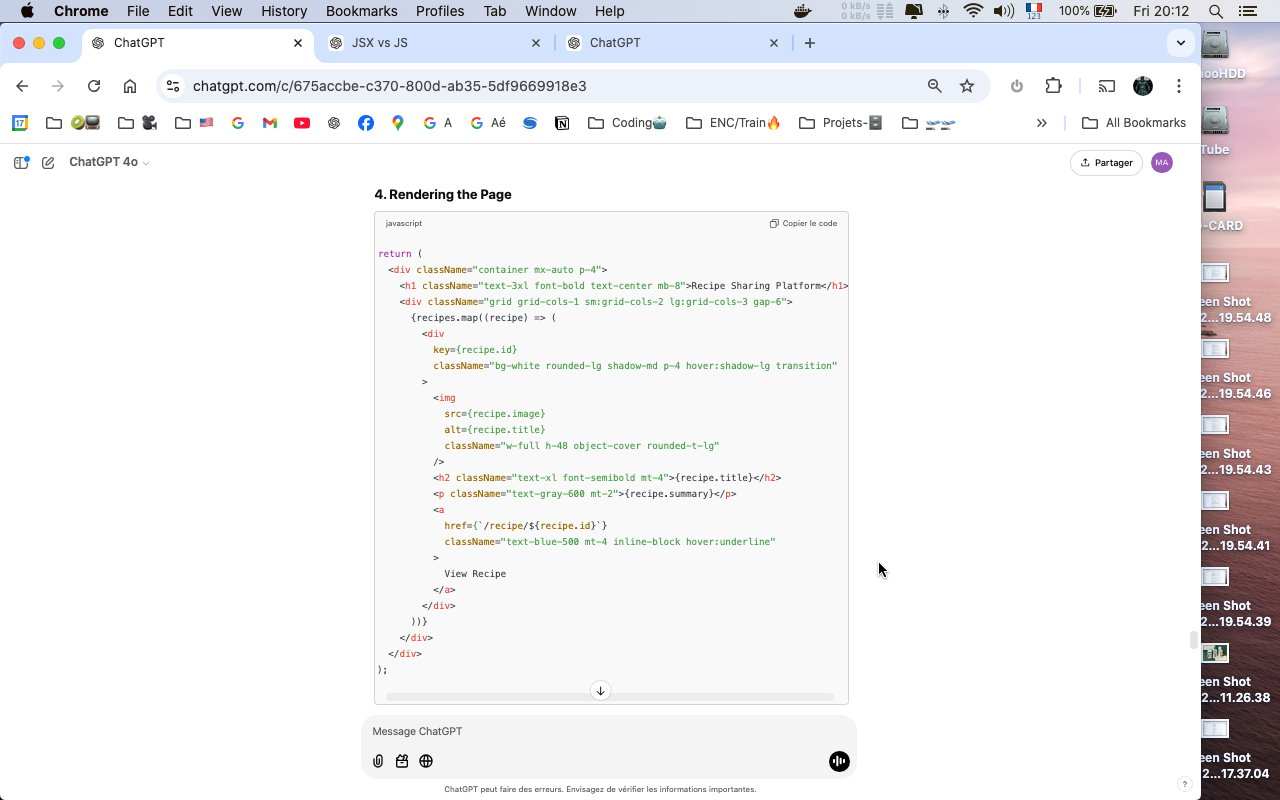 Chrome File Edit View History Bookmarks Profiles Tab Window Help 0 kB/s 0 kB/s 123 100% Fri 20:12
ChatGPT JSX vs JS ChatGPT
chatgpt.com/c/675accbe-c370-800d-ab35-5df9669918e3
17 A Aé Coding ENC/Train Projets- All Bookmarks
ChatGPT 4o Partager MA
4. Rendering the Page
javascript Copier le code
return (
<div className="container mx-auto p-4">
<h1 className="text-3xl font-bold text-center mb-8">Recipe Sharing Platform</h1>
<div className="grid grid-cols-1 sm:grid-cols-2 lg:grid-cols-3 gap-6">
{recipes.map((recipe) => (
<div
key={recipe.id}
className="bg-white rounded-lg shadow-md p-4 hover:shadow-lg transition"
>
<img
src={recipe.image}
alt={recipe.title}
className="w-full h-48 object-cover rounded-t-lg"
/>
<h2 className="text-xl font-semibold mt-4">{recipe.title}</h2>
<p className="text-gray-600 mt-2">{recipe.summary}</p>
<a
href={`/recipe/${recipe.id}`}
className="text-blue-500 mt-4 inline-block hover:underline"
>
View Recipe
</a>
</div>
))}
</div>
</div>
);
Message ChatGPT
ChatGPT peut faire des erreurs. Envisagez de vérifier les informations importantes.
?
ooHDD
Tube
-CARD
een Shot
2...19.54.48
een Shot
2...19.54.46
een Shot
2...19.54.43
een Shot
2...19.54.41
een Shot
2...19.54.39
een Shot
2...11.26.38
een Shot
2...17.37.04